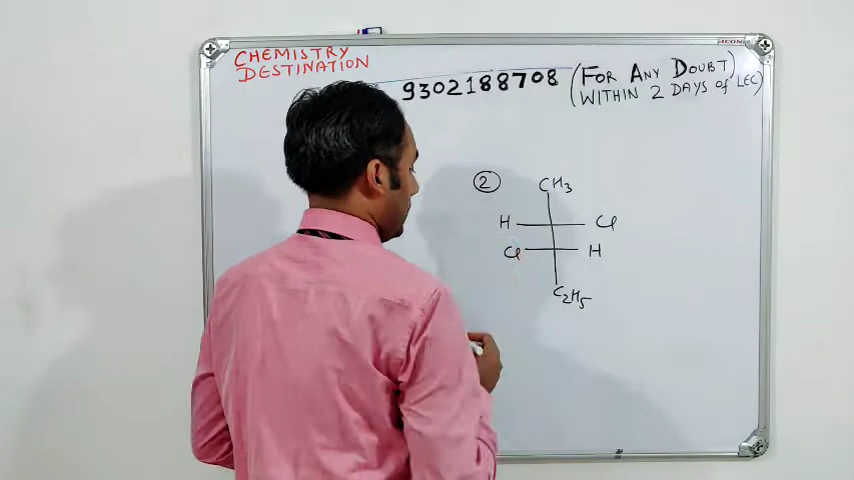 CHEMISTRY
DESTINATION
9302188708 (FOR ANY DOUBT)
WITHIN 2 DAYS of LEC)
2
CH3
H Cl
Cl H
C2H5